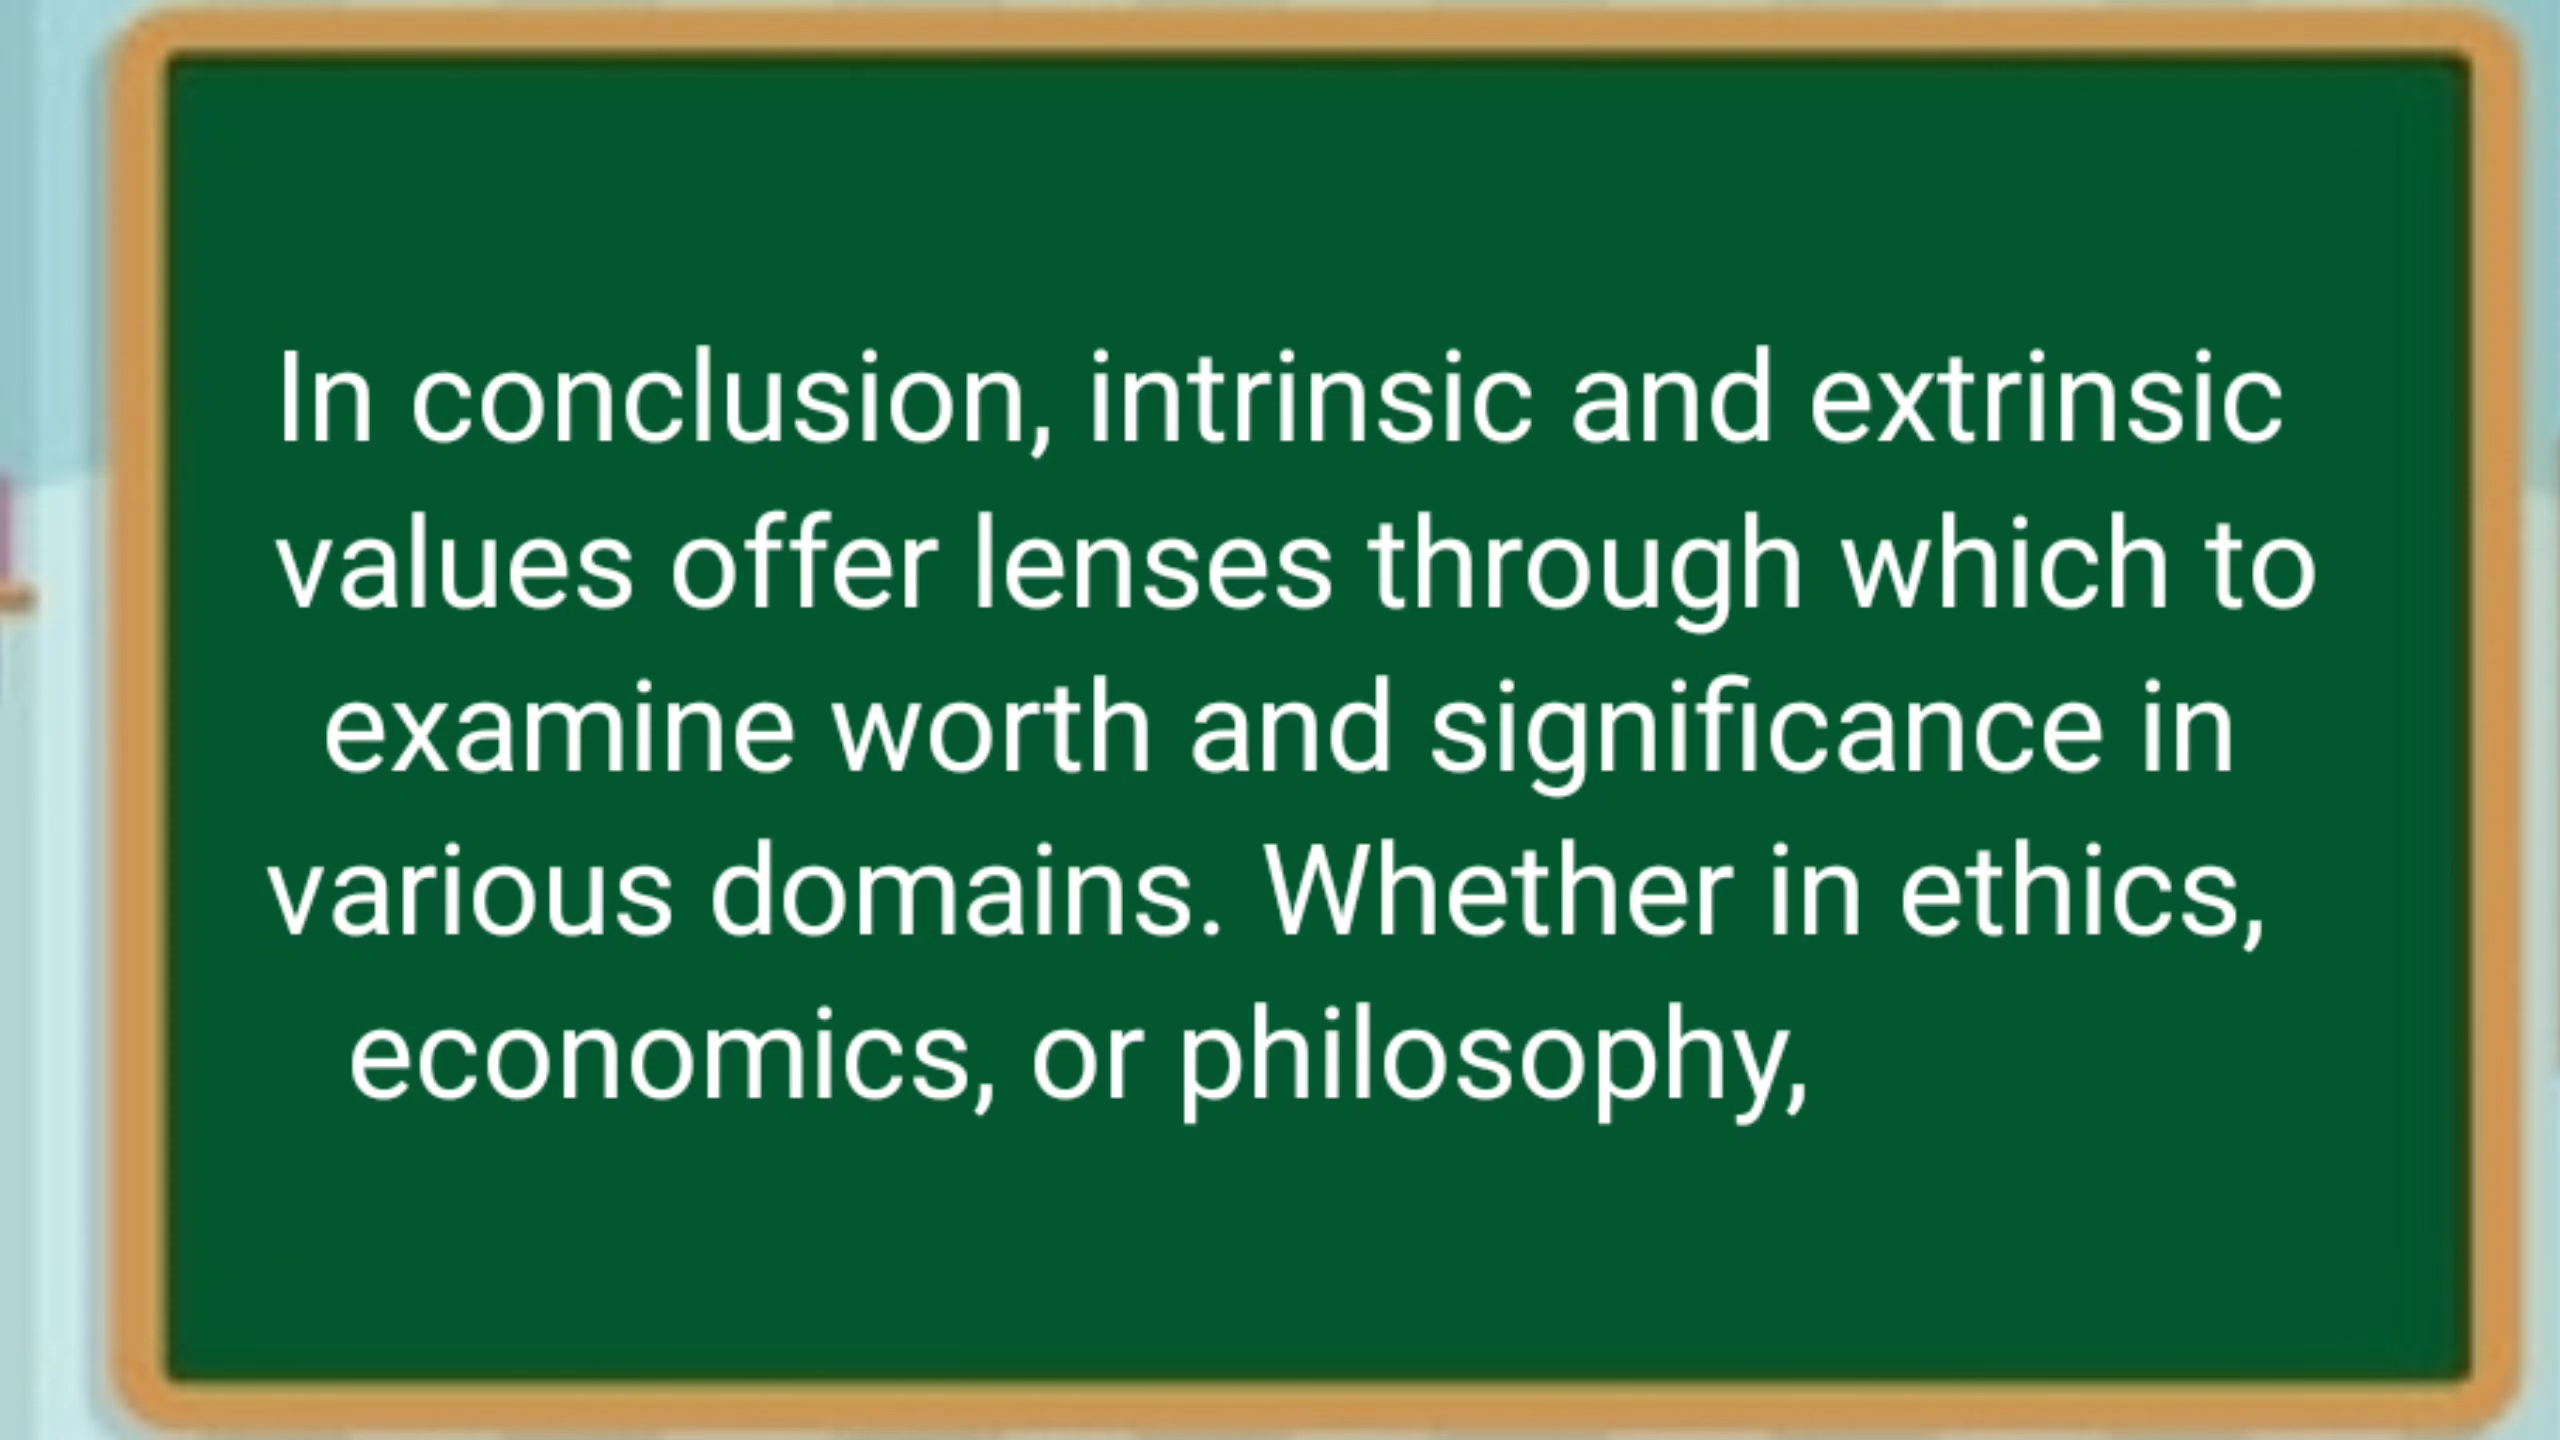 In conclusion, intrinsic and extrinsic
values offer lenses through which to
examine worth and significance in
various domains. Whether in ethics,
economics, or philosophy,